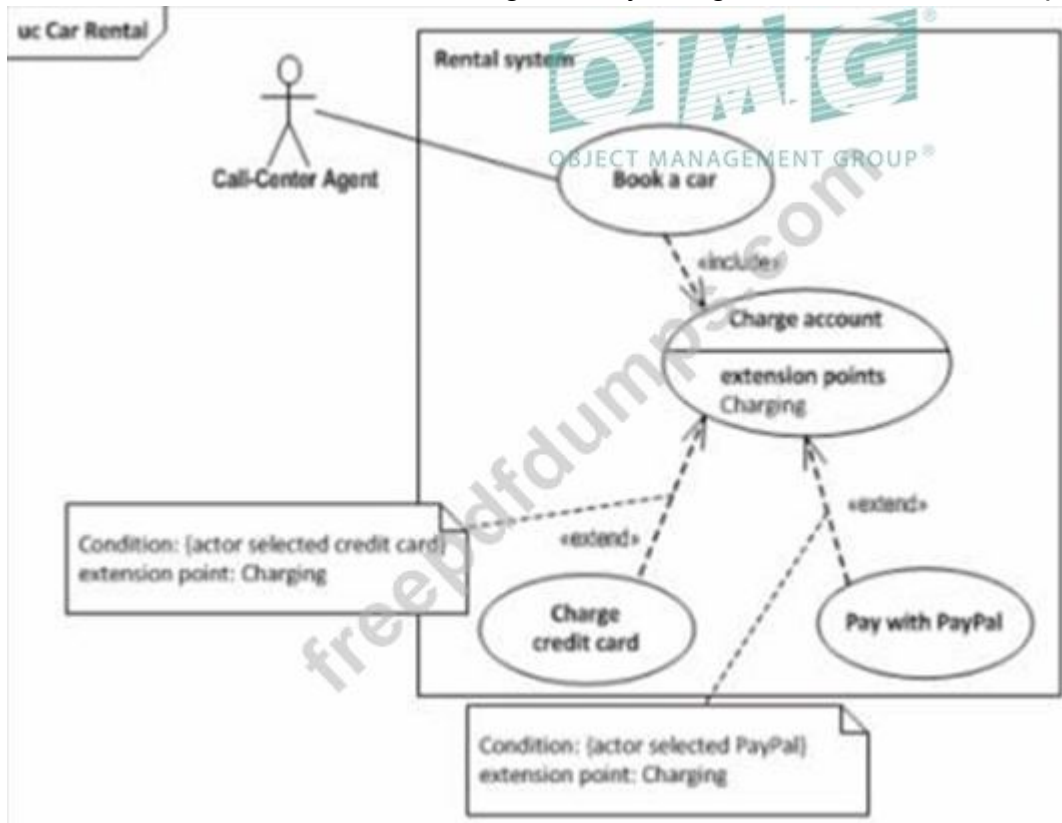 uc Car Rental
Rental system
OMG®
OBJECT MANAGEMENT GROUP®
Call-Center Agent
Book a car
«include»
Charge account
extension points
Charging
Condition: {actor selected credit card}
extension point: Charging
«extend»
«extend»
Charge
credit card
Pay with PayPal
Condition: {actor selected PayPal}
extension point: Charging
freepdfdumps.com